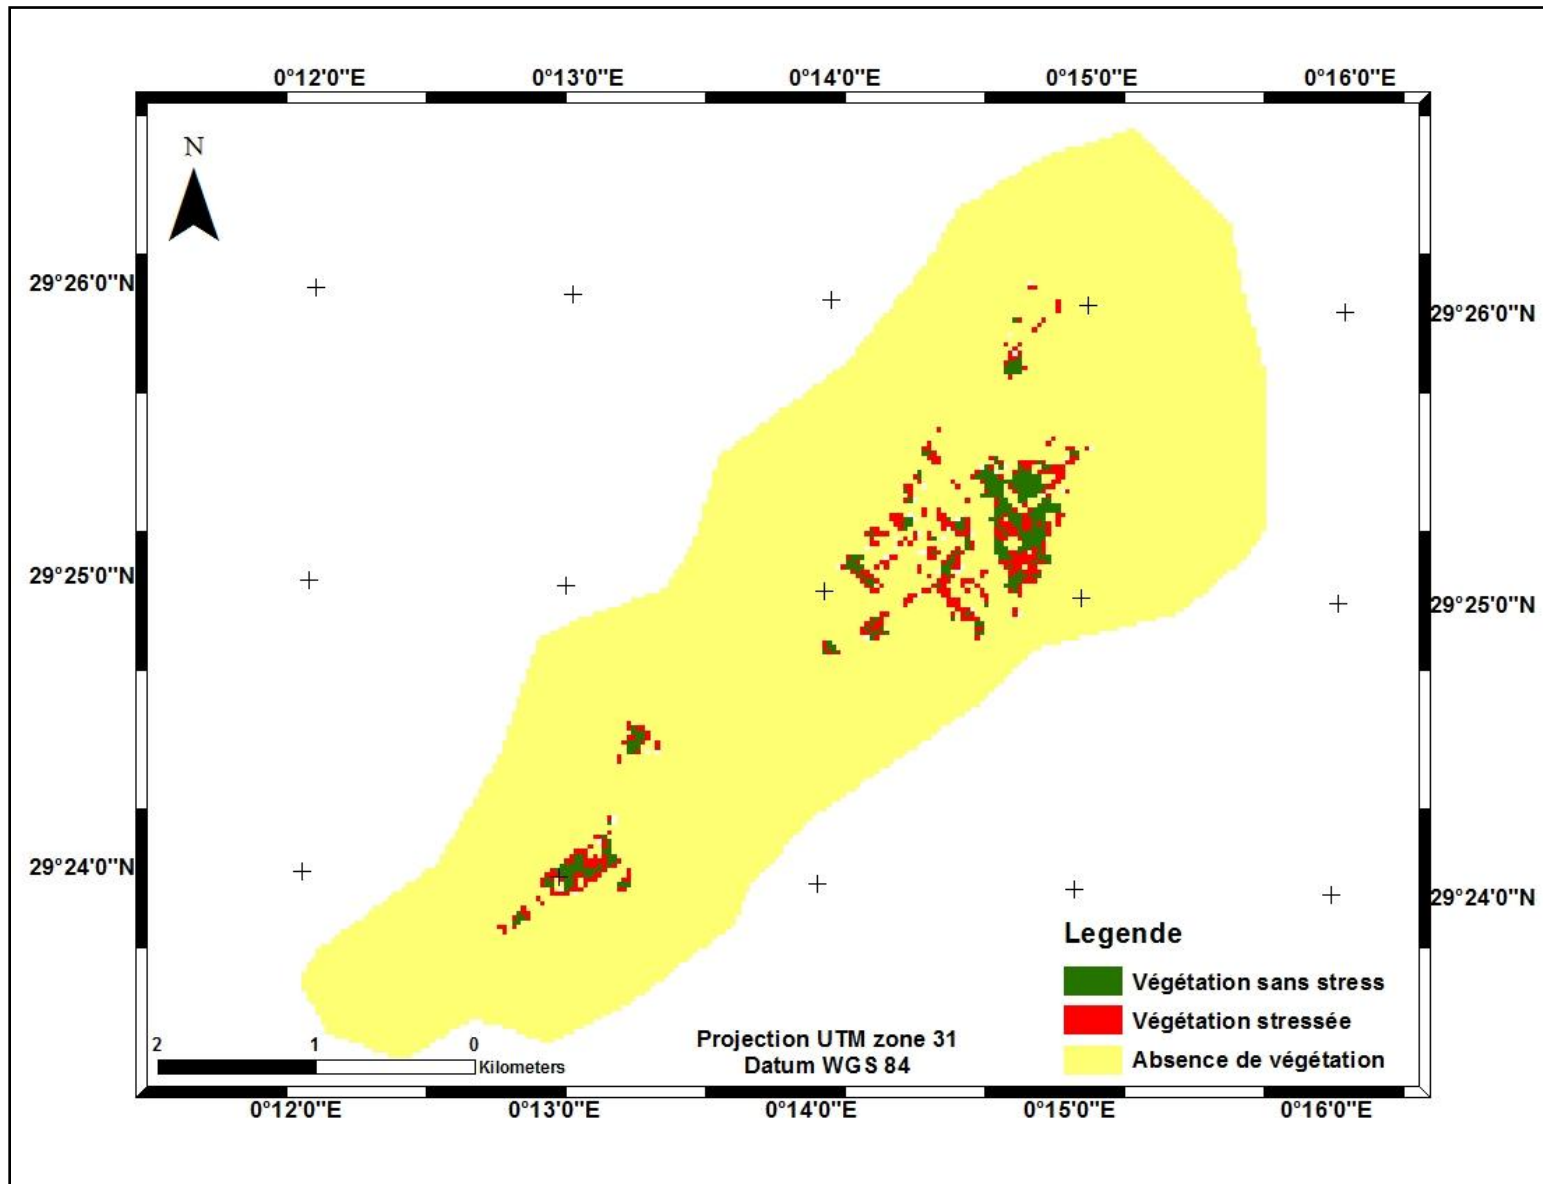 0°12'0"E 0°13'0"E 0°14'0"E 0°15'0"E 0°16'0"E
N
29°26'0"N
29°26'0"N
29°25'0"N
29°25'0"N
29°24'0"N
29°24'0"N
Legende
Végétation sans stress
Végétation stressée
Absence de végétation
Projection UTM zone 31
Datum WGS 84
2 1 0
Kilometers
0°12'0"E 0°13'0"E 0°14'0"E 0°15'0"E 0°16'0"E